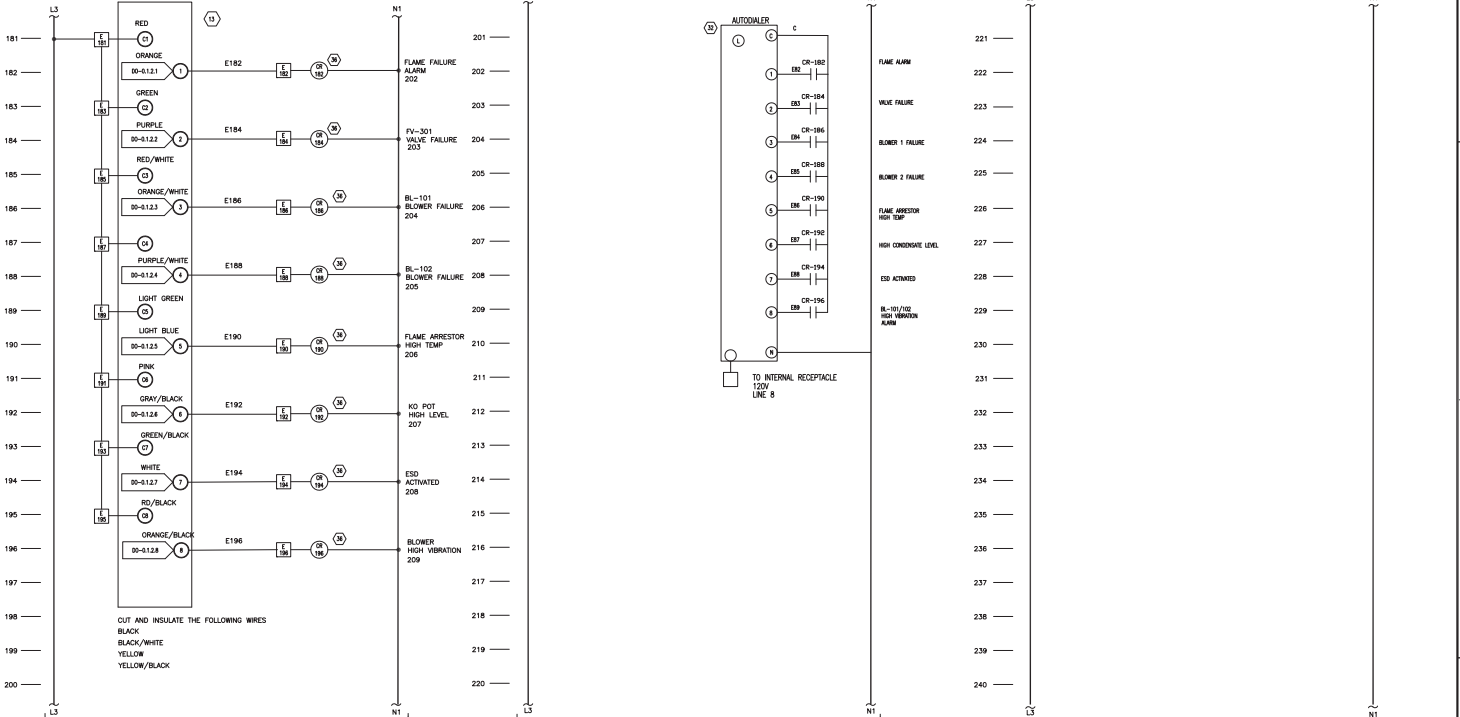 L3
N1
13
181
E 181
RED
C1
182
ORANGE
DO-0.1.2.1
1
E182
E 182
CR 182
36
FLAME FAILURE
ALARM
202
183
E 183
GREEN
C2
184
PURPLE
DO-0.1.2.2
2
E184
E 184
CR 184
36
FV-301
VALVE FAILURE
203
185
E 185
RED/WHITE
C3
186
ORANGE/WHITE
DO-0.1.2.3
3
E186
E 186
CR 186
36
BL-101
BLOWER FAILURE
204
187
E 187
C4
188
PURPLE/WHITE
DO-0.1.2.4
4
E188
E 188
CR 188
36
BL-102
BLOWER FAILURE
205
189
E 189
LIGHT GREEN
C5
190
LIGHT BLUE
DO-0.1.2.5
5
E190
E 190
CR 190
36
FLAME ARRESTOR
HIGH TEMP
206
191
E 191
PINK
C6
192
GRAY/BLACK
DO-0.1.2.6
6
E192
E 192
CR 192
36
KO POT
HIGH LEVEL
207
193
E 193
GREEN/BLACK
C7
194
WHITE
DO-0.1.2.7
7
E194
E 194
CR 194
36
ESD
ACTIVATED
208
195
E 195
RD/BLACK
C8
196
ORANGE/BLACK
DO-0.1.2.8
8
E196
E 196
CR 196
36
BLOWER
HIGH VIBRATION
209
197
198
199
200
CUT AND INSULATE THE FOLLOWING WIRES
BLACK
BLACK/WHITE
YELLOW
YELLOW/BLACK
L3
N1
201
202
203
204
205
206
207
208
209
210
211
212
213
214
215
216
217
218
219
220
L3
32
AUTODIALER
L
C
C
1
E82
CR-182
FLAME ALARM
2
E83
CR-184
VALVE FAILURE
3
E84
CR-186
BLOWER 1 FAILURE
4
E85
CR-188
BLOWER 2 FAILURE
5
E86
CR-190
FLAME ARRESTOR
HIGH TEMP
6
E87
CR-192
HIGH CONDENSATE LEVEL
7
E88
CR-194
ESD ACTIVATED
8
E89
CR-196
BL-101/102
HIGH VIBRATION
ALARM
N
TO INTERNAL RECEPTACLE
120V
LINE 8
N1
221
222
223
224
225
226
227
228
229
230
231
232
233
234
235
236
237
238
239
240
L3
N1